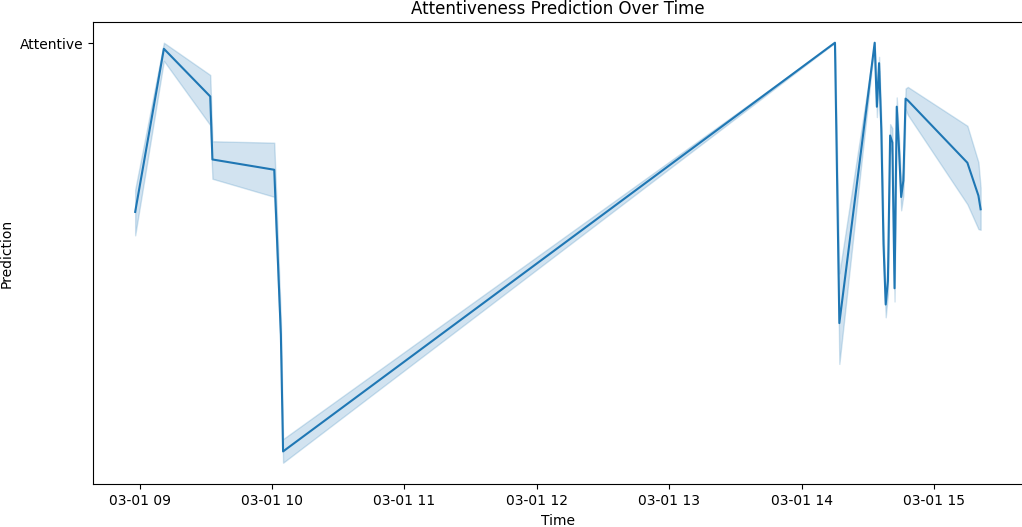 Attentiveness Prediction Over Time
Attentive
Prediction
03-01 09 03-01 10 03-01 11 03-01 12 03-01 13 03-01 14 03-01 15
Time